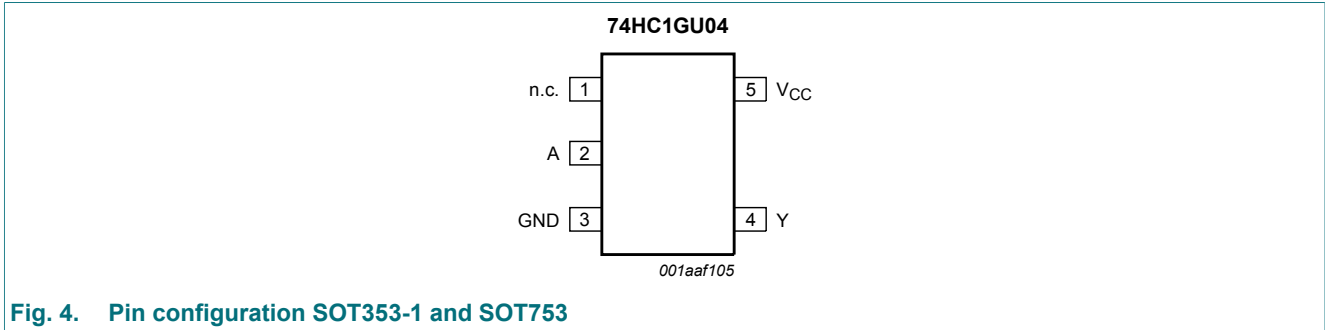 74HC1GU04
n.c. 1
5 VCC
A 2
GND 3
4 Y
001aaf105
Fig. 4. Pin configuration SOT353-1 and SOT753